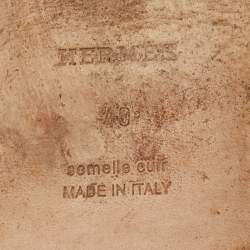 HERMES
40
semelle cuir
MADE IN ITALY